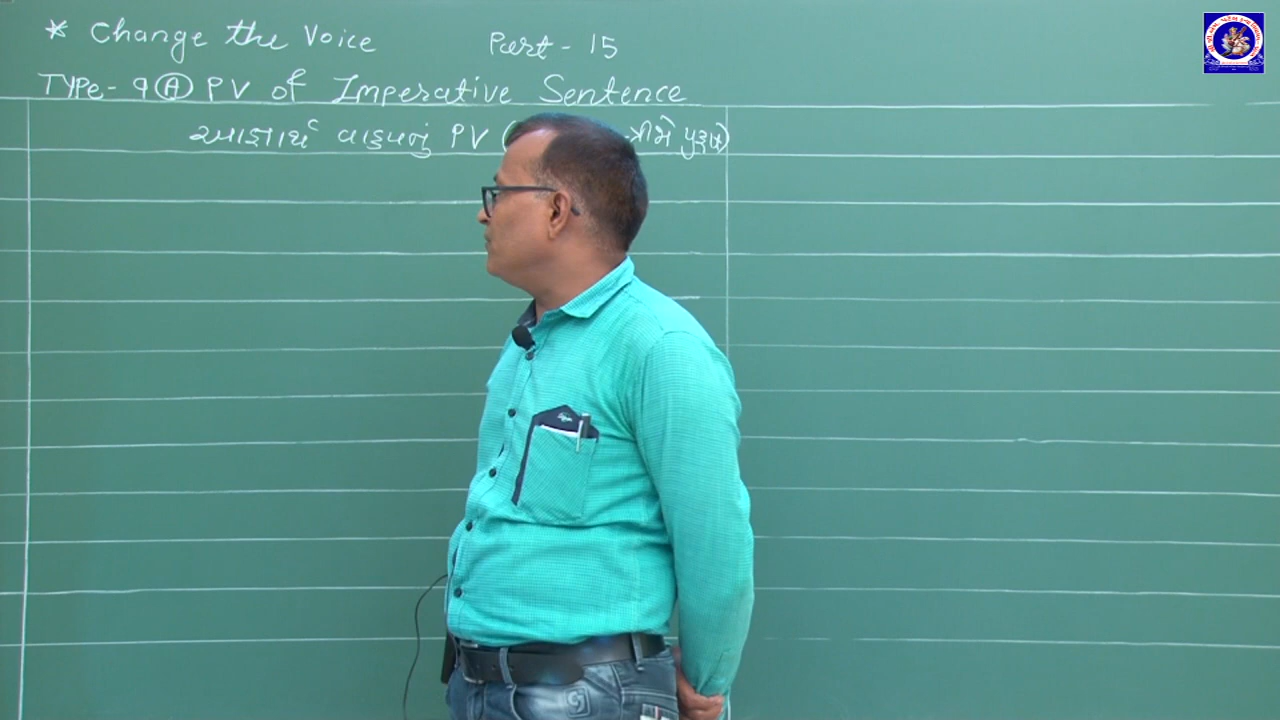 * Change the Voice Part - 15
TYPE - 9 Ⓐ PV of Imperative Sentence
આજ્ઞાર્થ વાક્યનું PV (